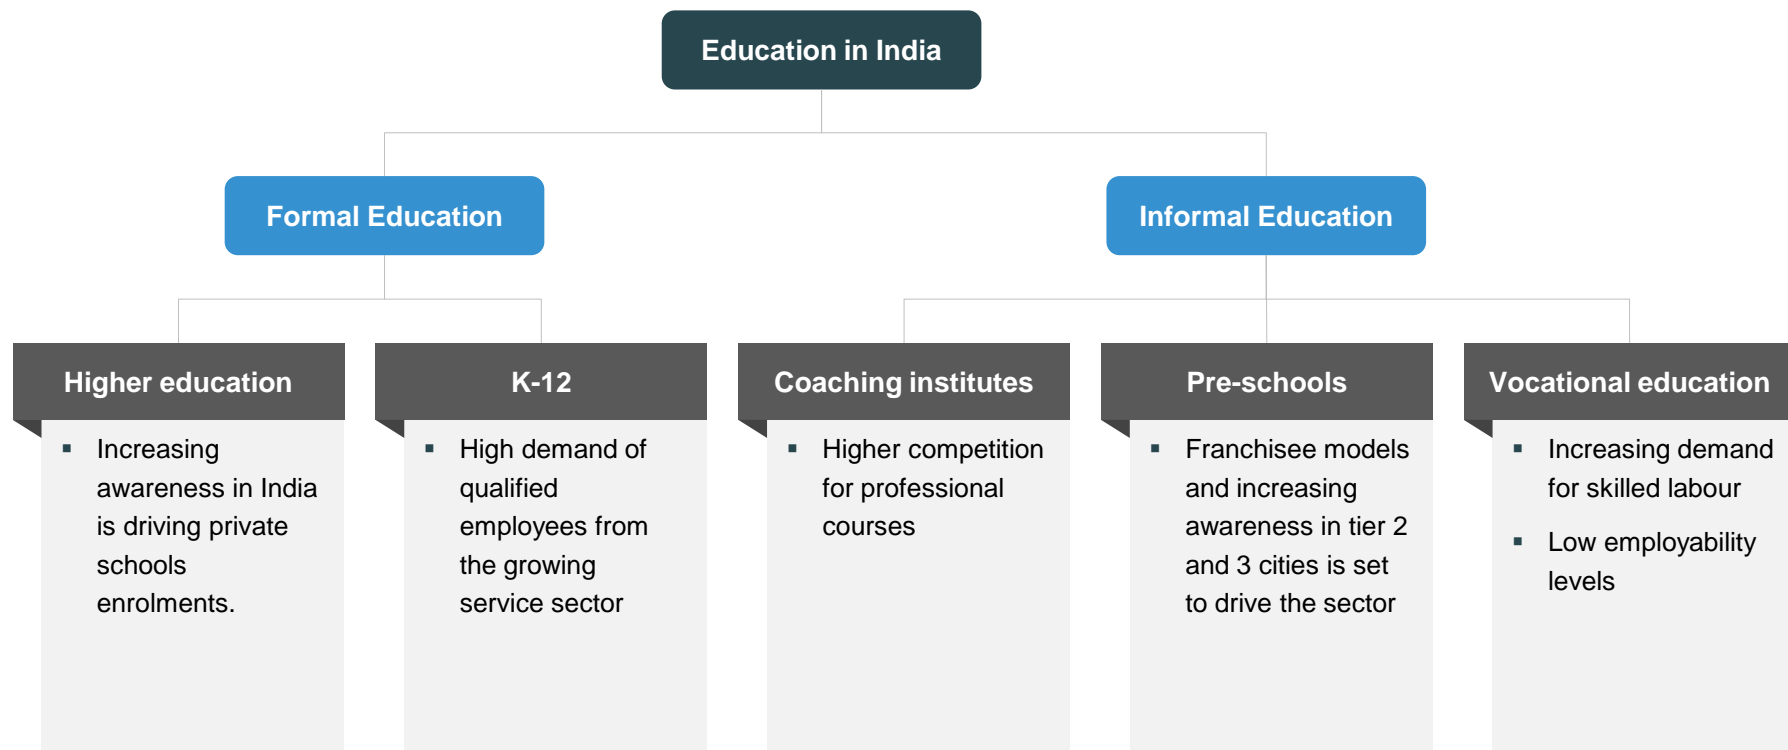 Education in India
Formal Education
Informal Education
Higher education
▪ Increasing
awareness in India
is driving private
schools
enrolments.
K-12
▪ High demand of
qualified
employees from
the growing
service sector
Coaching institutes
▪ Higher competition
for professional
courses
Pre-schools
▪ Franchisee models
and increasing
awareness in tier 2
and 3 cities is set
to drive the sector
Vocational education
▪ Increasing demand
for skilled labour
▪ Low employability
levels